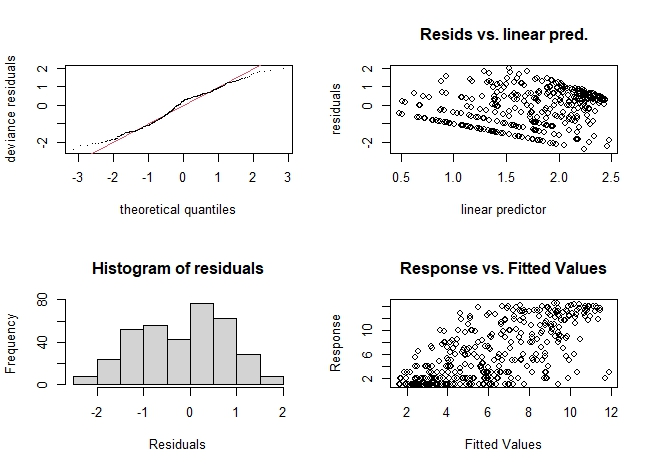 deviance residuals
-2 0 1 2
-3 -2 -1 0 1 2 3
theoretical quantiles
Resids vs. linear pred.
residuals
-2 0 1 2
0.5 1.0 1.5 2.0 2.5
linear predictor
Histogram of residuals
Frequency
0 40 80
-2 -1 0 1 2
Residuals
Response vs. Fitted Values
Response
2 6 10
2 4 6 8 10 12
Fitted Values